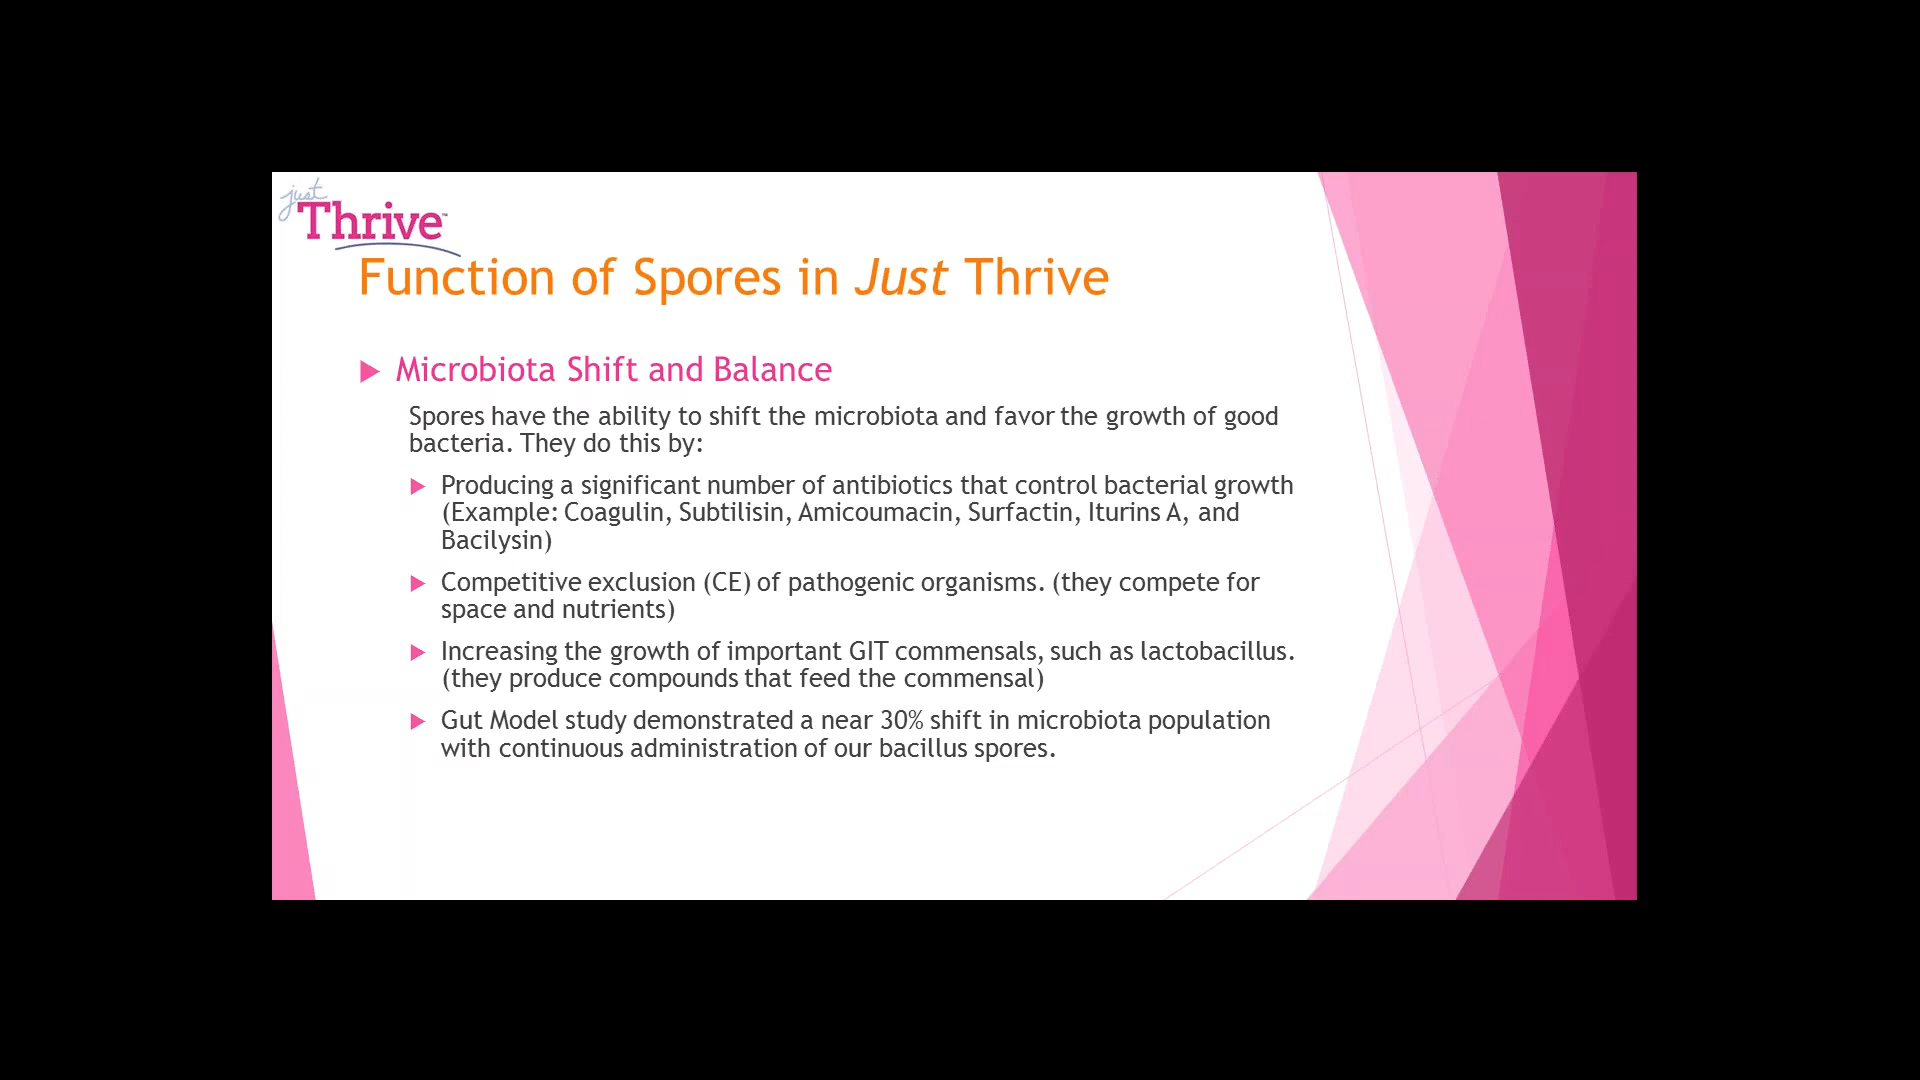 just
Thrive™
Function of Spores in Just Thrive
Microbiota Shift and Balance
Spores have the ability to shift the microbiota and favor the growth of good
bacteria. They do this by:
Producing a significant number of antibiotics that control bacterial growth
(Example: Coagulin, Subtilisin, Amicoumacin, Surfactin, Iturins A, and
Bacilysin)
Competitive exclusion (CE) of pathogenic organisms. (they compete for
space and nutrients)
Increasing the growth of important GIT commensals, such as lactobacillus.
(they produce compounds that feed the commensal)
Gut Model study demonstrated a near 30% shift in microbiota population
with continuous administration of our bacillus spores.